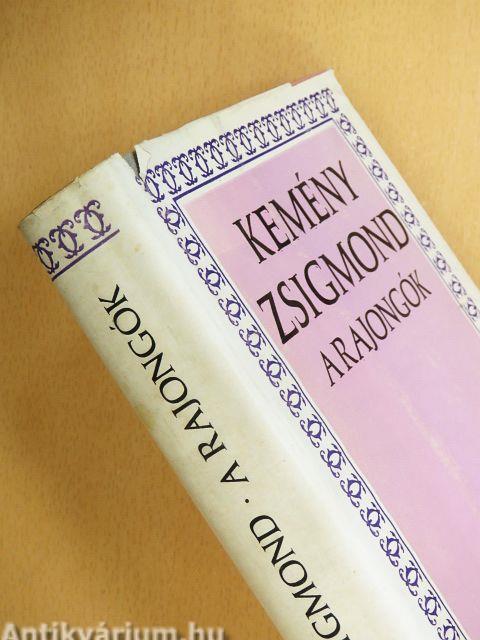 KEMÉNY
ZSIGMOND
A RAJONGÓK
GMOND · A RAJONGÓK
Antikvárium.hu